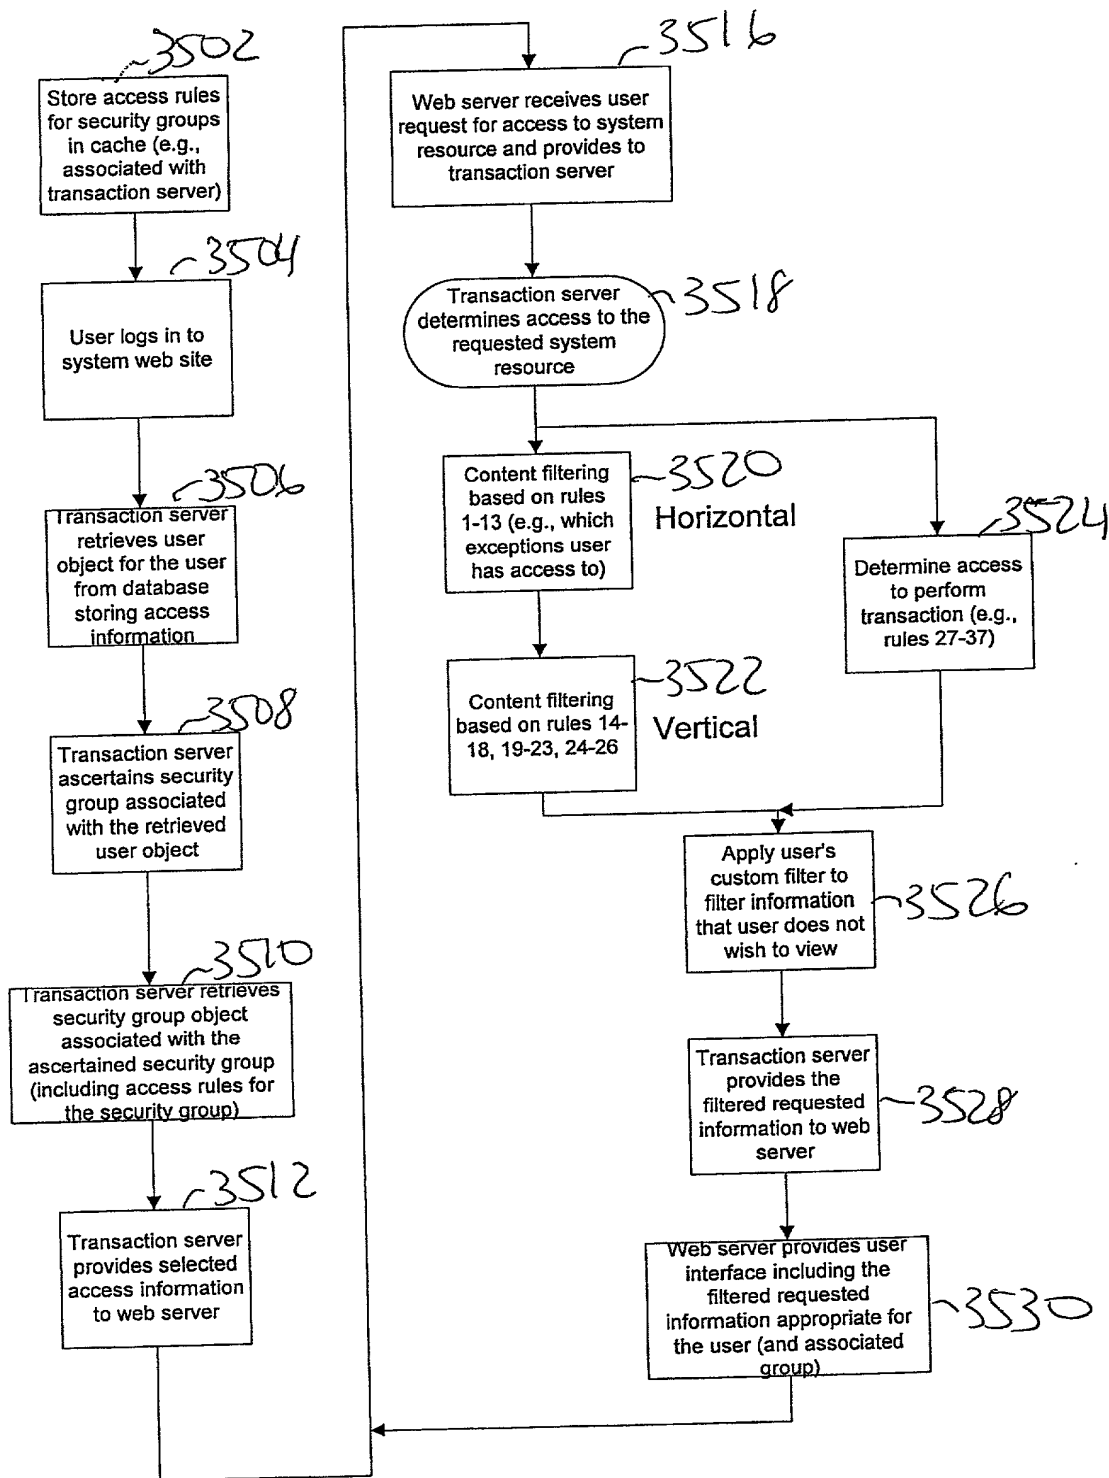 3502
Store access rules
for security groups
in cache (e.g.,
associated with
transaction server)
3504
User logs in to
system web site
3506
Transaction server
retrieves user
object for the user
from database
storing access
information
3508
Transaction server
ascertains security
group associated
with the retrieved
user object
3510
Transaction server retrieves
security group object
associated with the
ascertained security group
(including access rules for
the security group)
3512
Transaction server
provides selected
access information
to web server
3516
Web server receives user
request for access to system
resource and provides to
transaction server
3518
Transaction server
determines access to the
requested system
resource
3520
Content filtering
based on rules
1-13 (e.g., which
exceptions user
has access to)
Horizontal
3522
Content filtering
based on rules 14-
18, 19-23, 24-26
Vertical
3524
Determine access
to perform
transaction (e.g.,
rules 27-37)
Apply user's
custom filter to
filter information
that user does not
wish to view
3526
Transaction server
provides the
filtered requested
information to web
server
3528
Web server provides user
interface including the
filtered requested
information appropriate for
the user (and associated
group)
3530